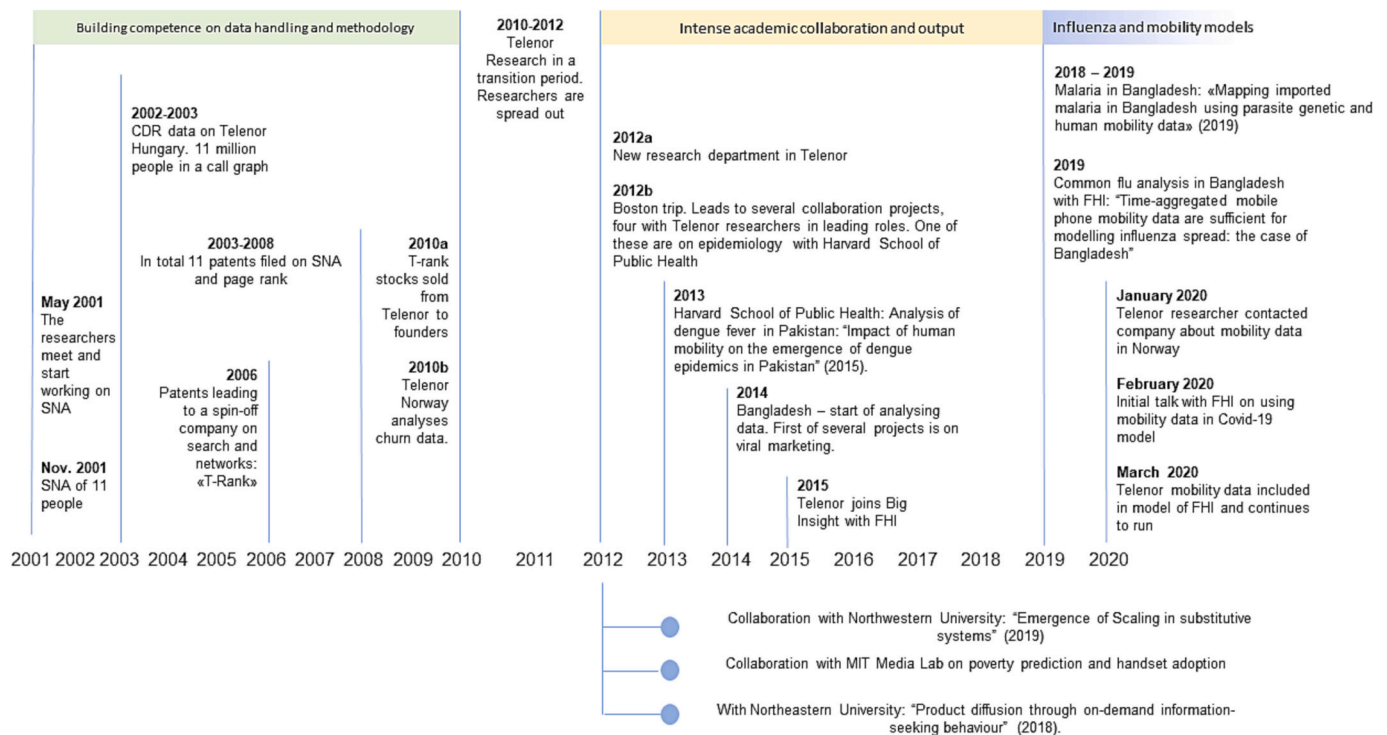 Building competence on data handling and methodology
2010-2012
Telenor
Research in a
transition period.
Researchers are
spread out
Intense academic collaboration and output
Influenza and mobility models
May 2001
The
researchers
meet and
start
working on
SNA
Nov. 2001
SNA of 11
people
2002-2003
CDR data on Telenor
Hungary. 11 million
people in a call graph
2003-2008
In total 11 patents filed on SNA
and page rank
2006
Patents leading
to a spin-off
company on
search and
networks:
«T-Rank»
2010a
T-rank
stocks sold
from
Telenor to
founders
2010b
Telenor
Norway
analyses
churn data.
2012a
New research department in Telenor
2012b
Boston trip. Leads to several collaboration projects,
four with Telenor researchers in leading roles. One of
these are on epidemiology with Harvard School of
Public Health
2013
Harvard School of Public Health: Analysis of
dengue fever in Pakistan: “Impact of human
mobility on the emergence of dengue
epidemics in Pakistan” (2015).
2014
Bangladesh – start of analysing
data. First of several projects is on
viral marketing.
2015
Telenor joins Big
Insight with FHI
2018 – 2019
Malaria in Bangladesh: «Mapping imported
malaria in Bangladesh using parasite genetic and
human mobility data» (2019)
2019
Common flu analysis in Bangladesh
with FHI: “Time-aggregated mobile
phone mobility data are sufficient for
modelling influenza spread: the case of
Bangladesh”
January 2020
Telenor researcher contacted
company about mobility data
in Norway
February 2020
Initial talk with FHI on using
mobility data in Covid-19
model
March 2020
Telenor mobility data included
in model of FHI and continues
to run
2001 2002 2003 2004 2005 2006 2007 2008 2009 2010 2011 2012 2013 2014 2015 2016 2017 2018 2019 2020
Collaboration with Northwestern University: “Emergence of Scaling in substitutive
systems” (2019)
Collaboration with MIT Media Lab on poverty prediction and handset adoption
With Northeastern University: “Product diffusion through on-demand information-
seeking behaviour” (2018).